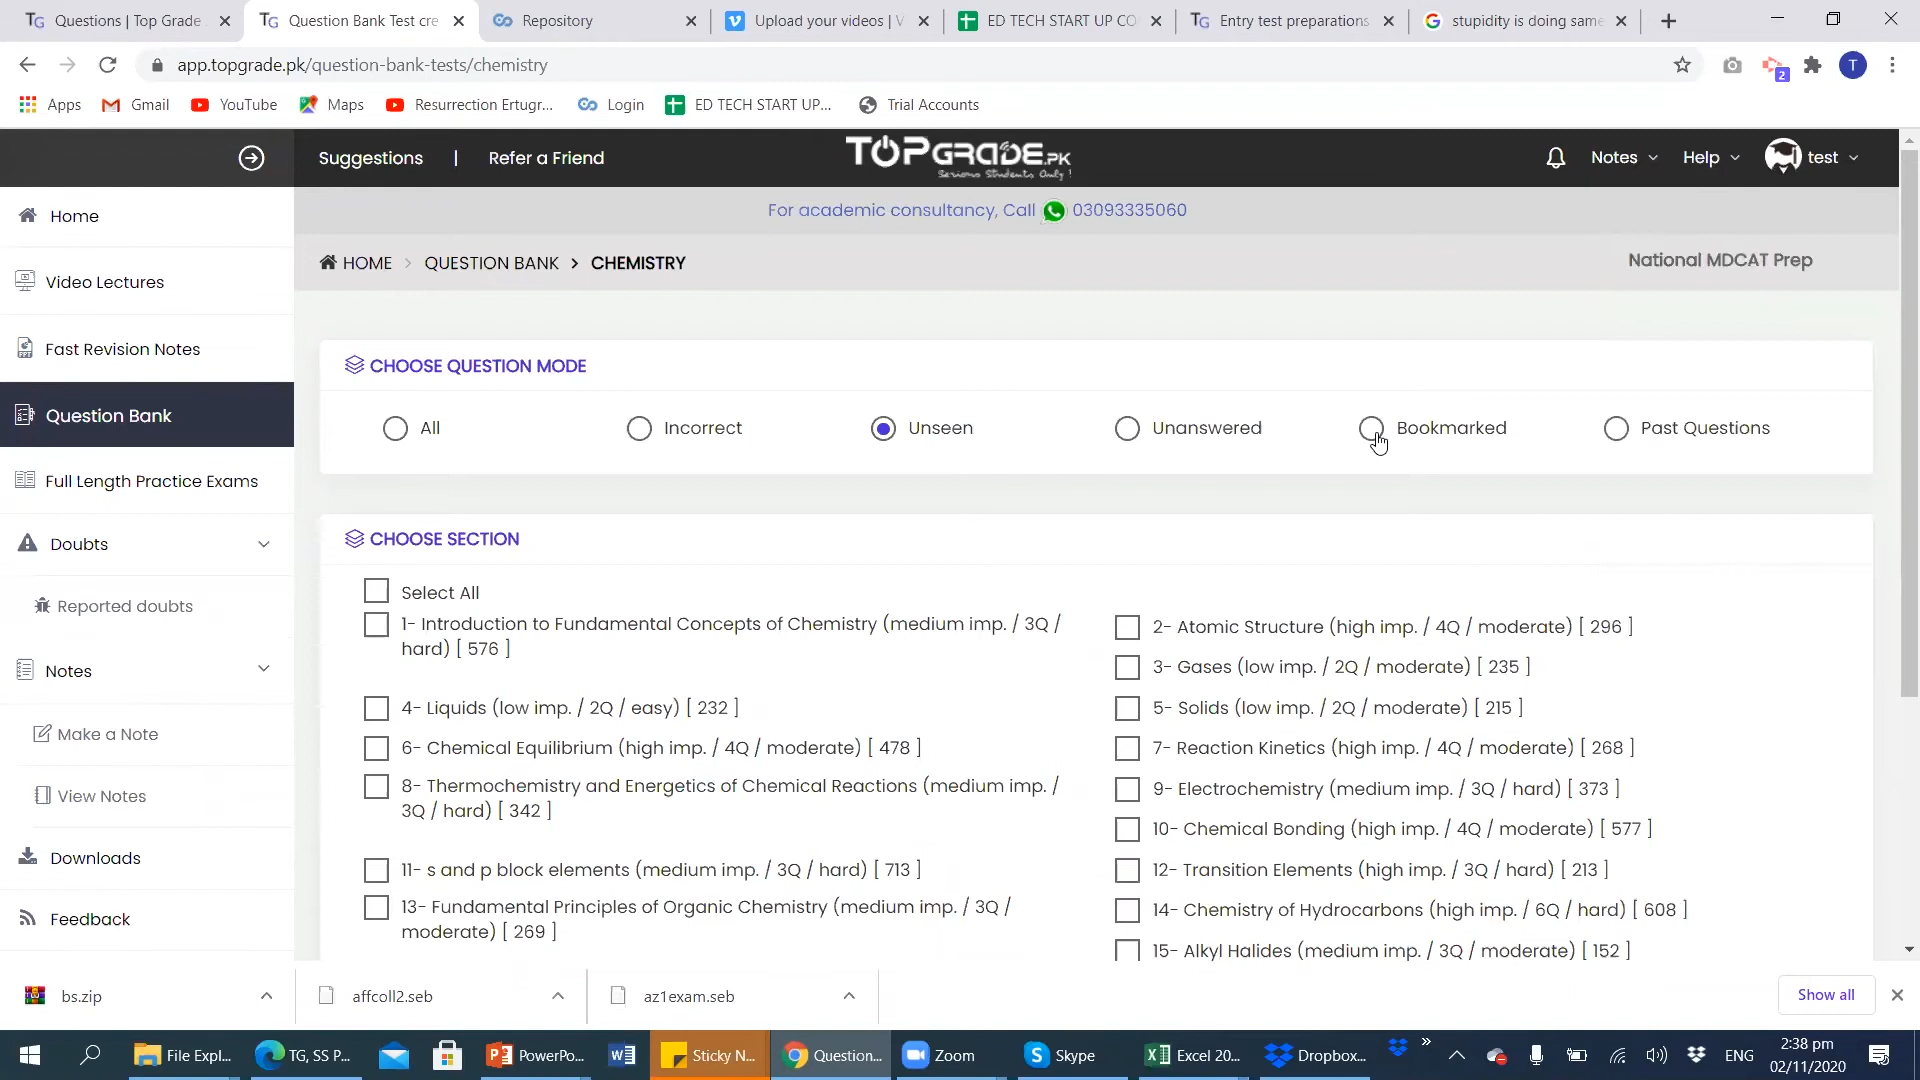 Questions | Top Grade
Question Bank Test cre
Repository
Upload your videos | V
ED TECH START UP CO
Entry test preparations
stupidity is doing same
app.topgrade.pk/question-bank-tests/chemistry
2
T
Apps
Gmail
YouTube
Maps
Resurrection Ertugr...
Login
ED TECH START UP...
Trial Accounts
Suggestions | Refer a Friend
TOPGRADE.PK
Serious Students Only !
Notes
Help
test
For academic consultancy, Call 03093335060
HOME > QUESTION BANK > CHEMISTRY
National MDCAT Prep
Home
Video Lectures
Fast Revision Notes
Question Bank
Full Length Practice Exams
Doubts
Reported doubts
Notes
Make a Note
View Notes
Downloads
Feedback
CHOOSE QUESTION MODE
All
Incorrect
Unseen
Unanswered
Bookmarked
Past Questions
CHOOSE SECTION
Select All
1- Introduction to Fundamental Concepts of Chemistry (medium imp. / 3Q /
hard) [ 576 ]
2- Atomic Structure (high imp. / 4Q / moderate) [ 296 ]
3- Gases (low imp. / 2Q / moderate) [ 235 ]
4- Liquids (low imp. / 2Q / easy) [ 232 ]
5- Solids (low imp. / 2Q / moderate) [ 215 ]
6- Chemical Equilibrium (high imp. / 4Q / moderate) [ 478 ]
7- Reaction Kinetics (high imp. / 4Q / moderate) [ 268 ]
8- Thermochemistry and Energetics of Chemical Reactions (medium imp. /
3Q / hard) [ 342 ]
9- Electrochemistry (medium imp. / 3Q / hard) [ 373 ]
10- Chemical Bonding (high imp. / 4Q / moderate) [ 577 ]
11- s and p block elements (medium imp. / 3Q / hard) [ 713 ]
12- Transition Elements (high imp. / 3Q / hard) [ 213 ]
13- Fundamental Principles of Organic Chemistry (medium imp. / 3Q /
moderate) [ 269 ]
14- Chemistry of Hydrocarbons (high imp. / 6Q / hard) [ 608 ]
15- Alkyl Halides (medium imp. / 3Q / moderate) [ 152 ]
bs.zip
affcoll2.seb
az1exam.seb
Show all
File Expl...
TG, SS P...
PowerPo...
Sticky N...
Question...
Zoom
Skype
Excel 20...
Dropbox...
ENG
2:38 pm
02/11/2020